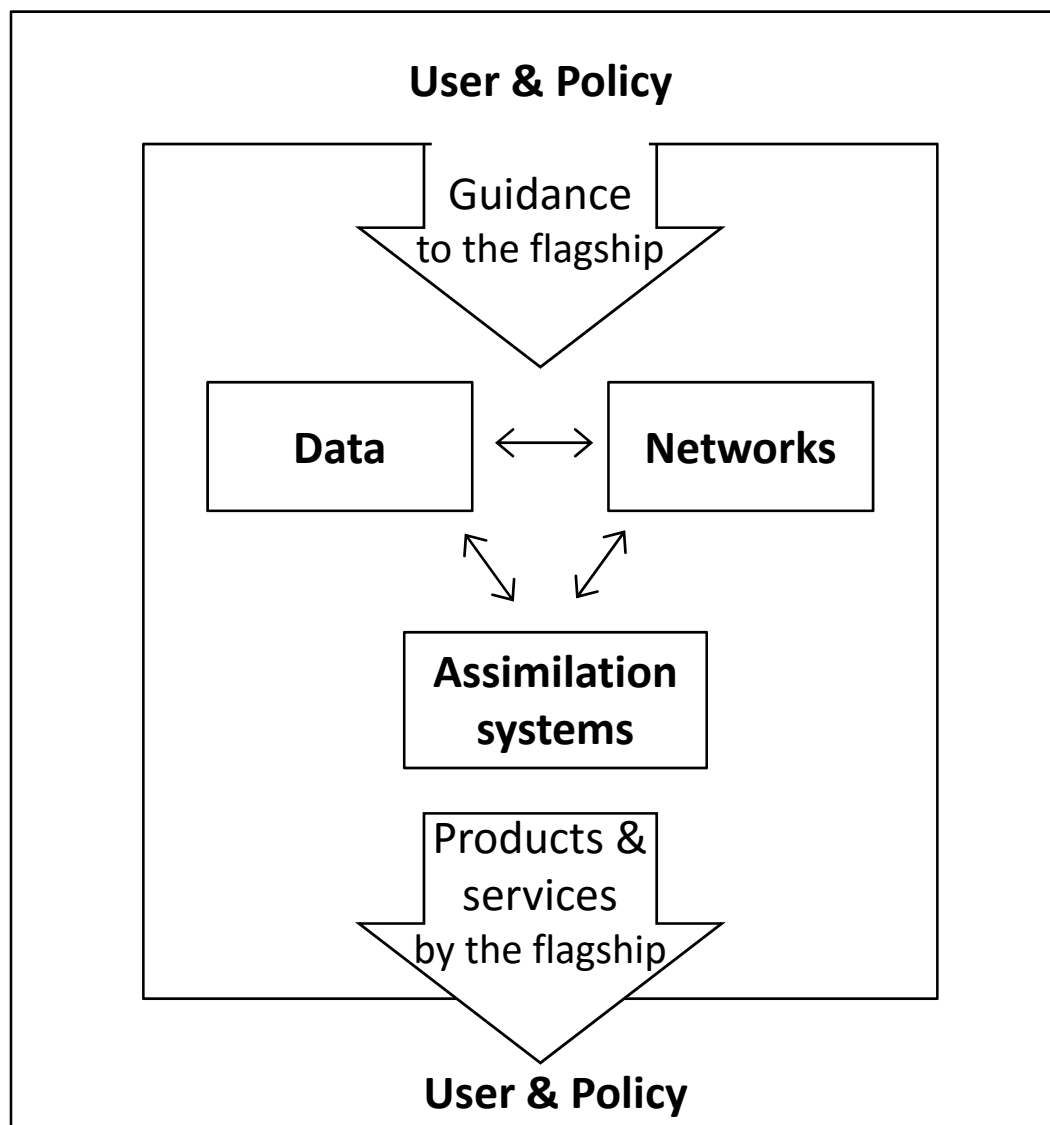 User & Policy
Guidance
to the flagship
Data
Networks
Assimilation
systems
Products &
services
by the flagship
User & Policy